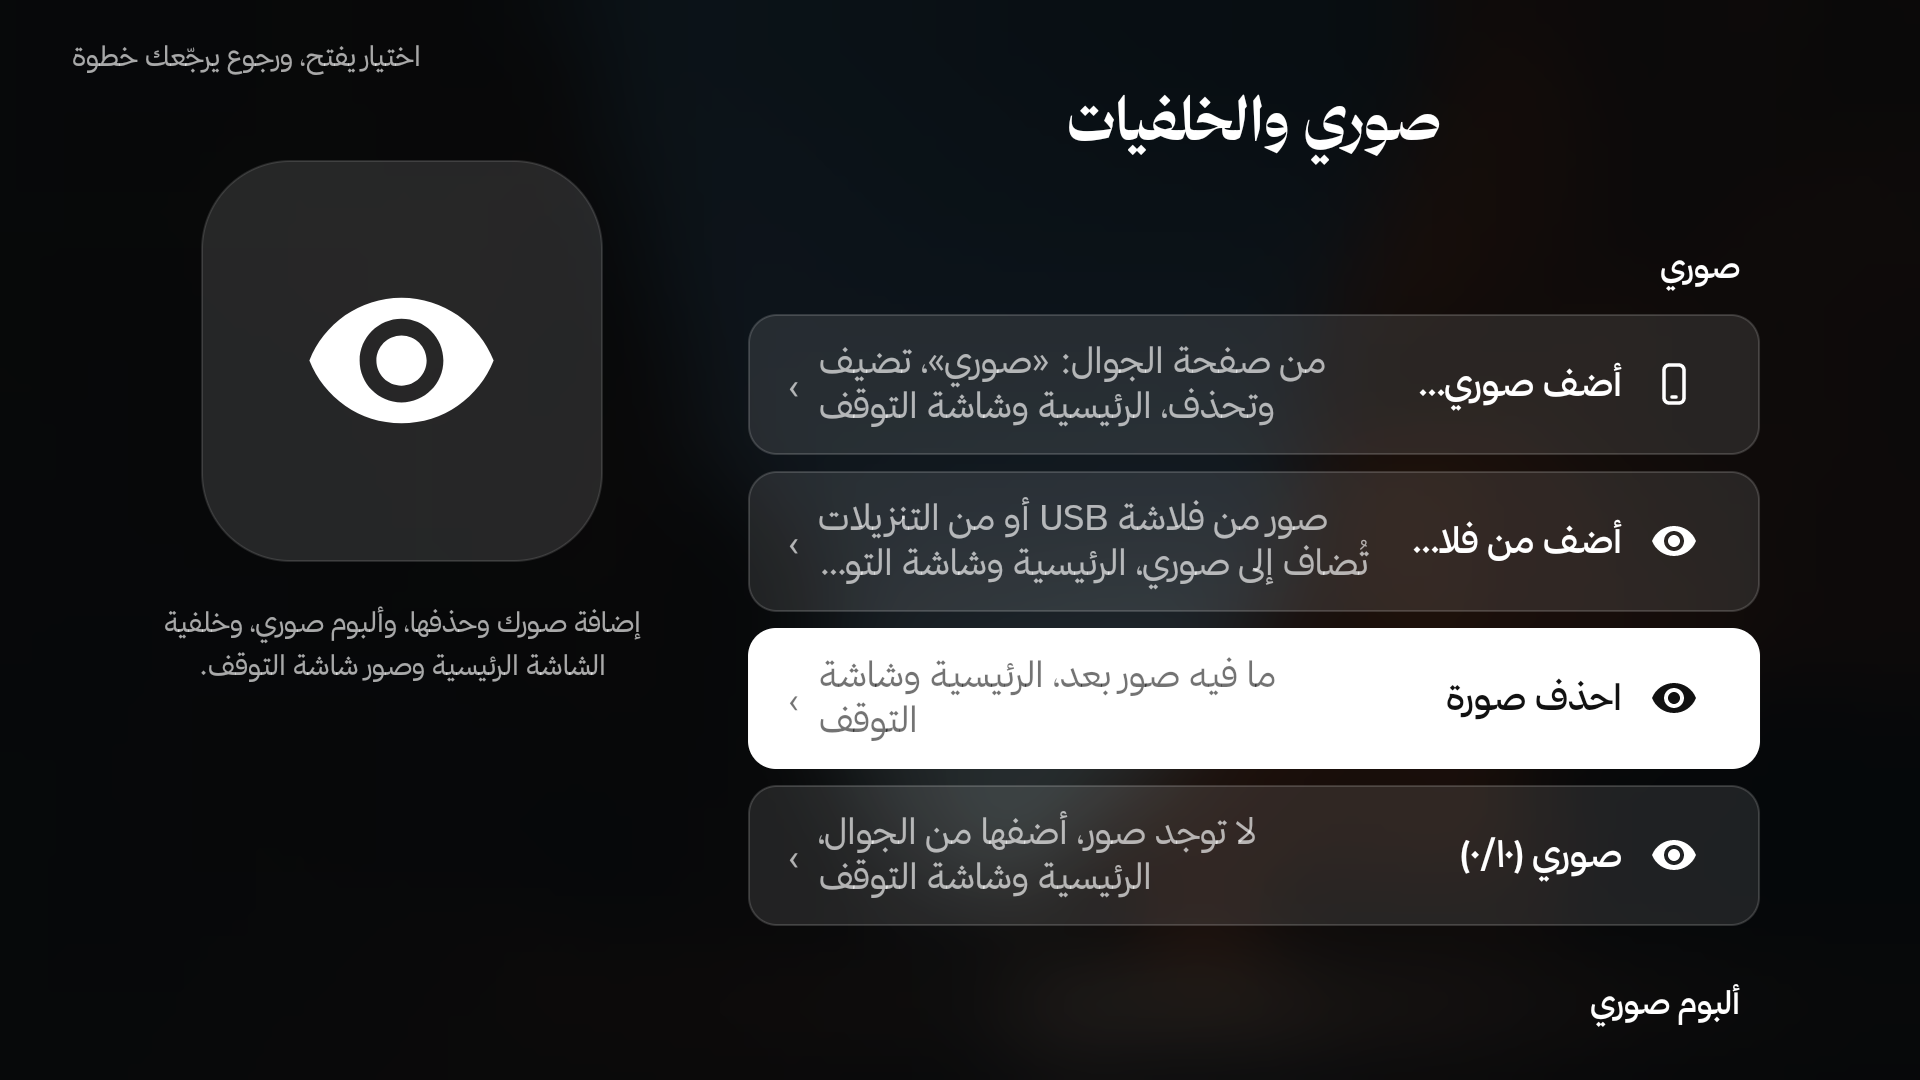 اختيار يفتح، ورجوع يرجّعك خطوة
صوري والخلفيات
صوري
أضف صوري...
من صفحة الجوال: «صوري»، تضيف
وتحذف، الرئيسية وشاشة التوقف
أضف من فلا...
صور من فلاشة USB أو من التنزيلات
تُضاف إلى صوري، الرئيسية وشاشة التو...
احذف صورة
ما فيه صور بعد، الرئيسية وشاشة
التوقف
صوري (٠/١٠)
لا توجد صور، أضفها من الجوال،
الرئيسية وشاشة التوقف
ألبوم صوري
إضافة صورك وحذفها، وألبوم صوري، وخلفية
الشاشة الرئيسية وصور شاشة التوقف.